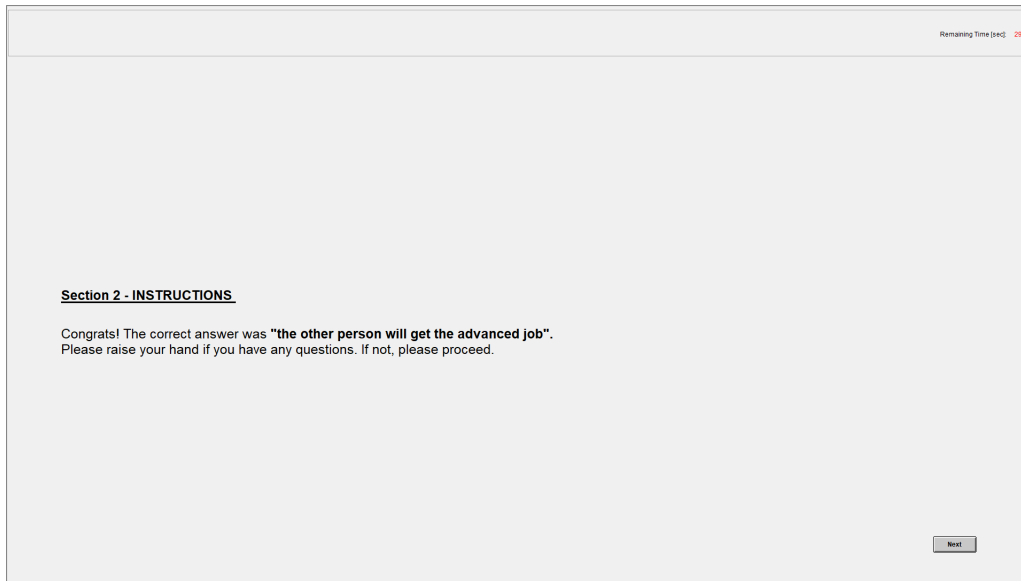 Remaining Time [sec]: 29
Section 2 - INSTRUCTIONS
Congrats! The correct answer was "the other person will get the advanced job".
Please raise your hand if you have any questions. If not, please proceed.
Next